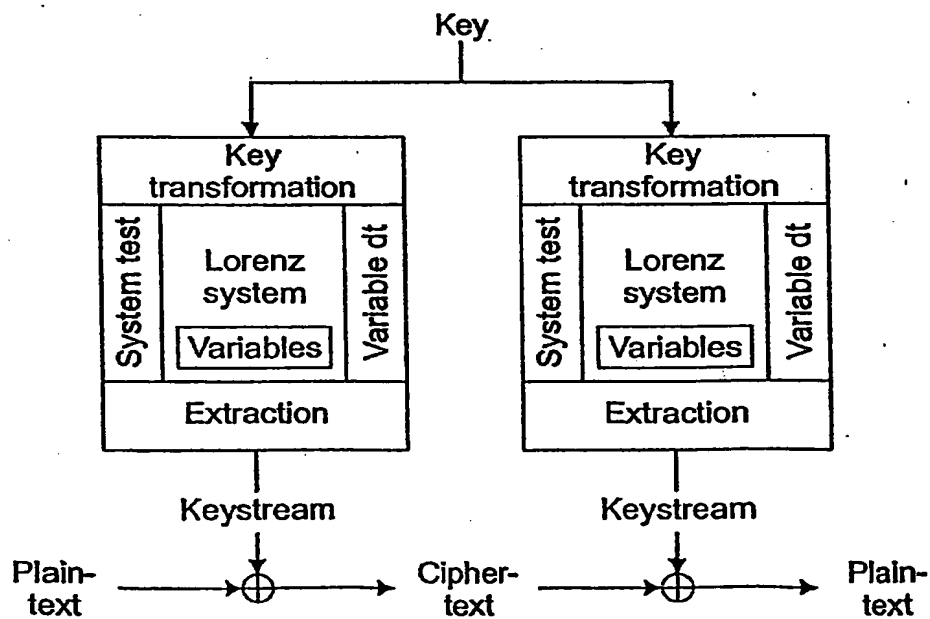 Key
Key
transformation
System test
Lorenz
system
Variables
Variable dt
Extraction
Keystream
Key
transformation
System test
Lorenz
system
Variables
Variable dt
Extraction
Keystream
Plain-
text
Cipher-
text
Plain-
text